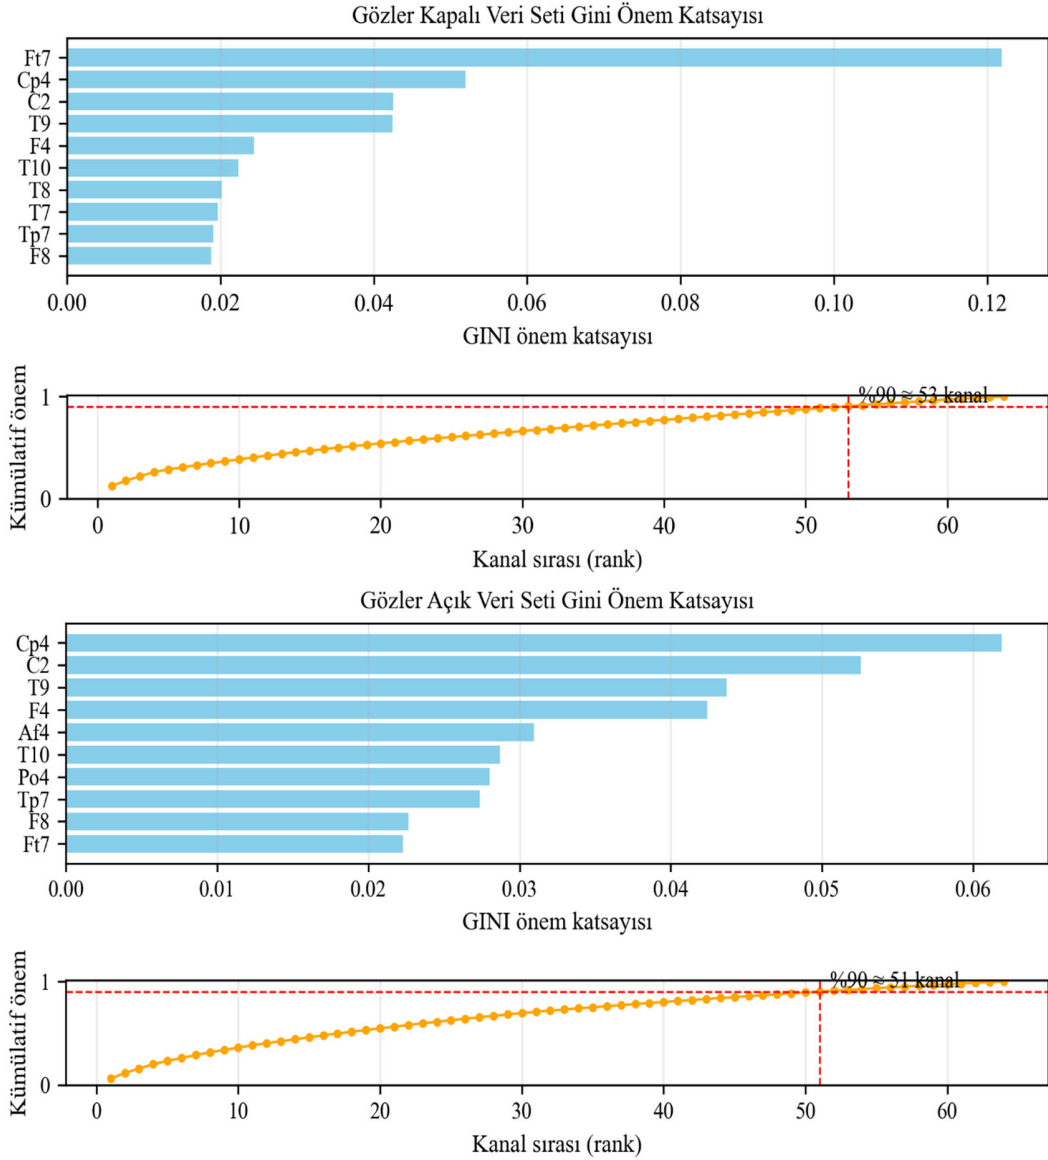 Gözler Kapalı Veri Seti Gini Önem Katsayısı
Ft7
Cp4
C2
T9
F4
T10
T8
T7
Tp7
F8
0.00 0.02 0.04 0.06 0.08 0.10 0.12
GINI önem katsayısı
Kümülatif önem
1
0
%90 ≈ 53 kanal
0 10 20 30 40 50 60
Kanal sırası (rank)
Gözler Açık Veri Seti Gini Önem Katsayısı
Cp4
C2
T9
F4
Af4
T10
Po4
Tp7
F8
Ft7
0.00 0.01 0.02 0.03 0.04 0.05 0.06
GINI önem katsayısı
Kümülatif önem
1
0
%90 ≈ 51 kanal
0 10 20 30 40 50 60
Kanal sırası (rank)